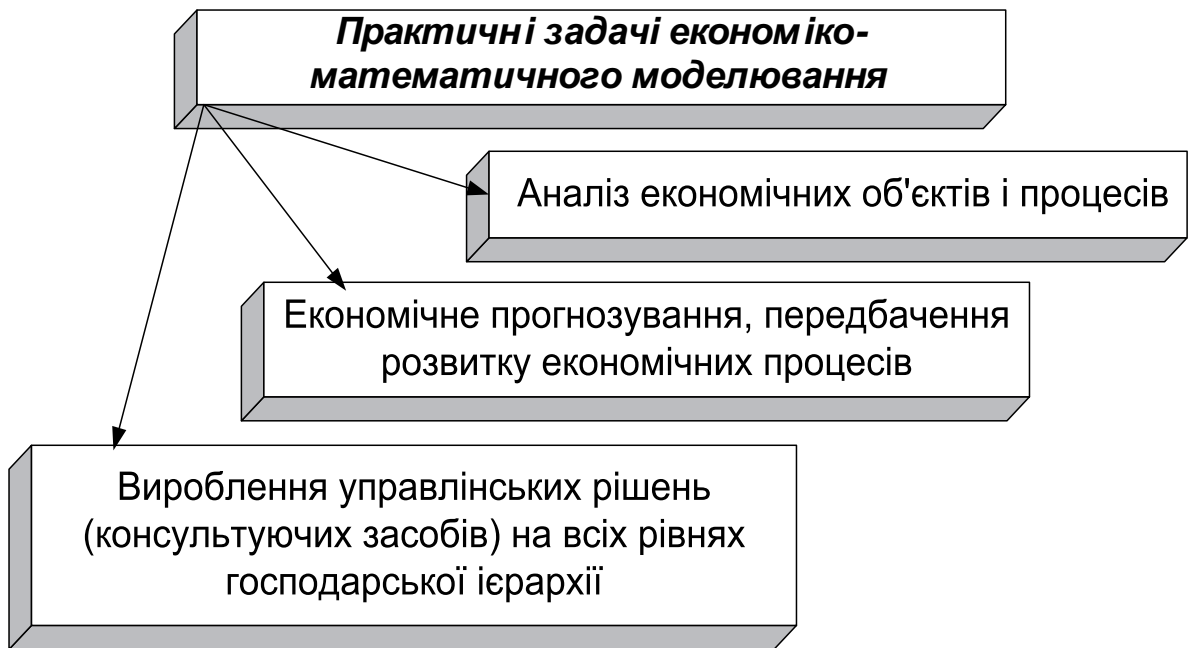 Практичні задачі економіко-
математичного моделювання
Аналіз економічних об'єктів і процесів
Економічне прогнозування, передбачення
розвитку економічних процесів
Вироблення управлінських рішень
(консультуючих засобів) на всіх рівнях
господарської ієрархії